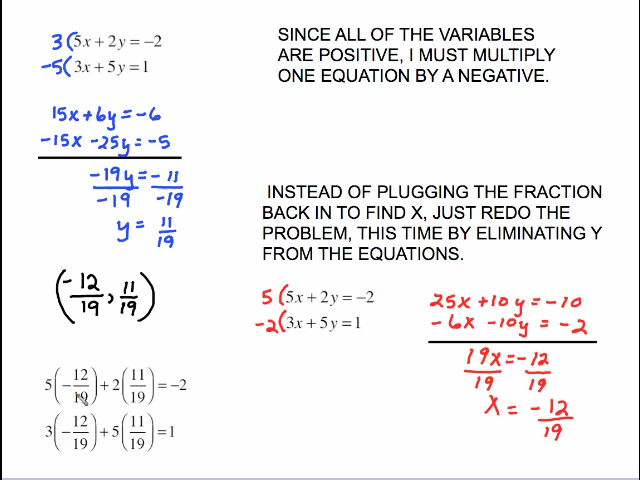 3(5x + 2y = −2
−5(3x + 5y = 1
15x + 6y = −6
−15x −25y = −5
−19y = −11
−19 −19
y = 11/19
(−12/19, 11/19)
5(−12/19) + 2(11/19) = −2
3(−12/19) + 5(11/19) = 1
SINCE ALL OF THE VARIABLES
ARE POSITIVE, I MUST MULTIPLY
ONE EQUATION BY A NEGATIVE.
INSTEAD OF PLUGGING THE FRACTION
BACK IN TO FIND X, JUST REDO THE
PROBLEM, THIS TIME BY ELIMINATING Y
FROM THE EQUATIONS.
5(5x + 2y = −2
−2(3x + 5y = 1
25x + 10y = −10
−6x −10y = −2
19x = −12
19 19
x = −12/19